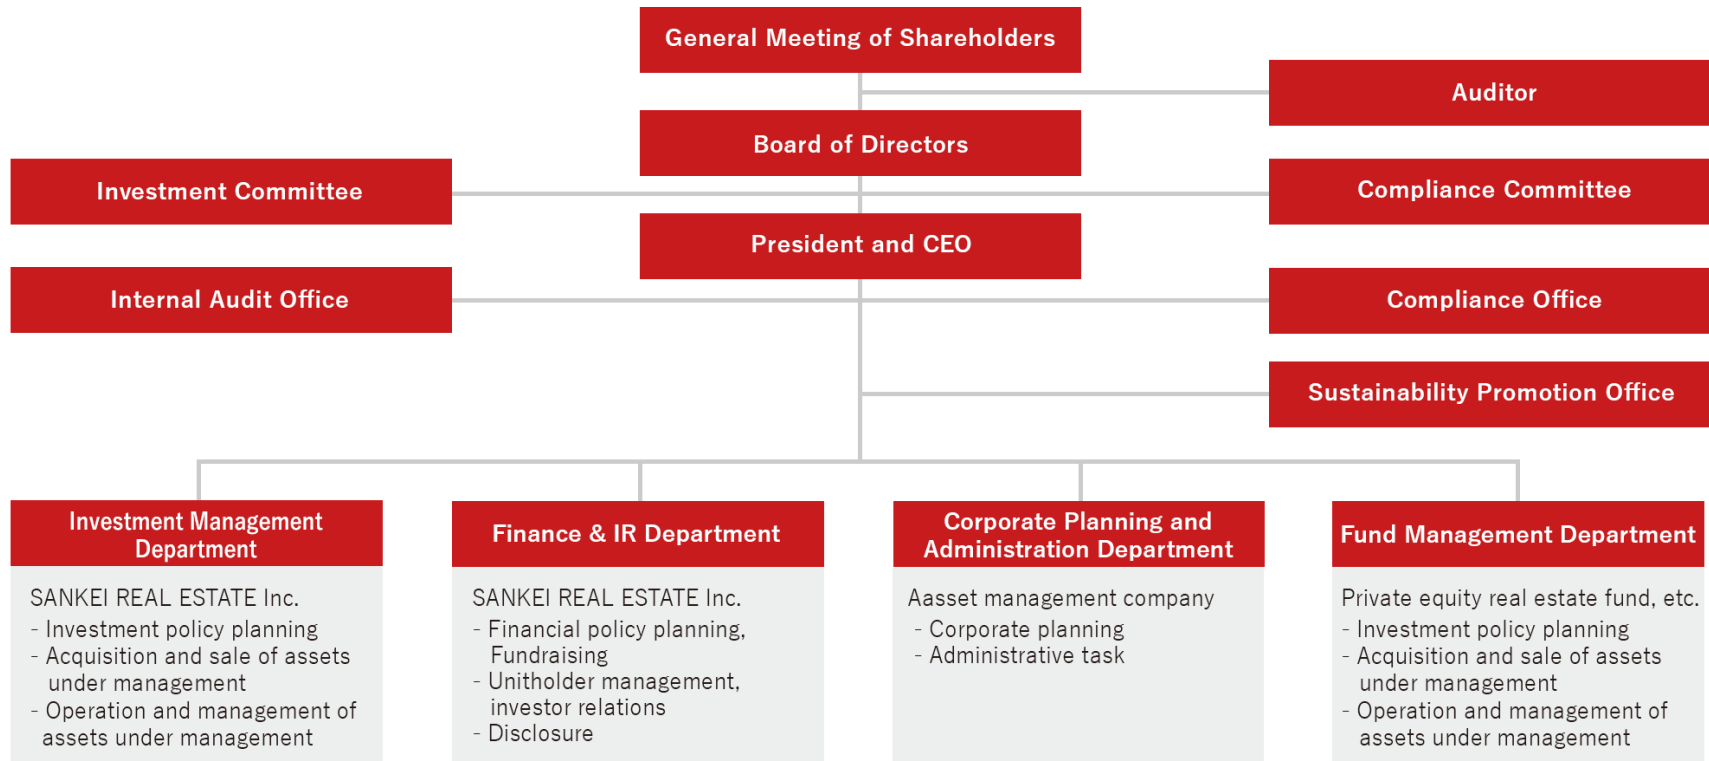 General Meeting of Shareholders
Auditor
Board of Directors
Investment Committee
Compliance Committee
President and CEO
Internal Audit Office
Compliance Office
Sustainability Promotion Office
Investment Management
Department
SANKEI REAL ESTATE Inc.
- Investment policy planning
- Acquisition and sale of assets
under management
- Operation and management of
assets under management
Finance & IR Department
SANKEI REAL ESTATE Inc.
- Financial policy planning,
Fundraising
- Unitholder management,
investor relations
- Disclosure
Corporate Planning and
Administration Department
Aasset management company
- Corporate planning
- Administrative task
Fund Management Department
Private equity real estate fund, etc.
- Investment policy planning
- Acquisition and sale of assets
under management
- Operation and management of
assets under management